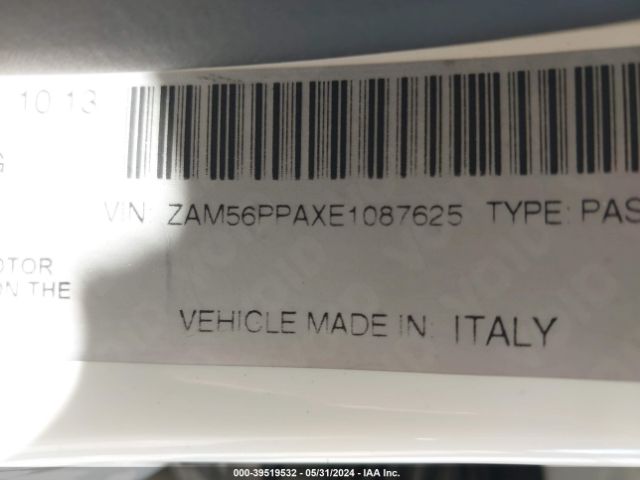 10 13
G
VIN: ZAM56PPAXE1087625 TYPE: PAS
OTOR
ON THE
VEHICLE MADE IN: ITALY
000-39519532 - 05/31/2024 - IAA Inc.